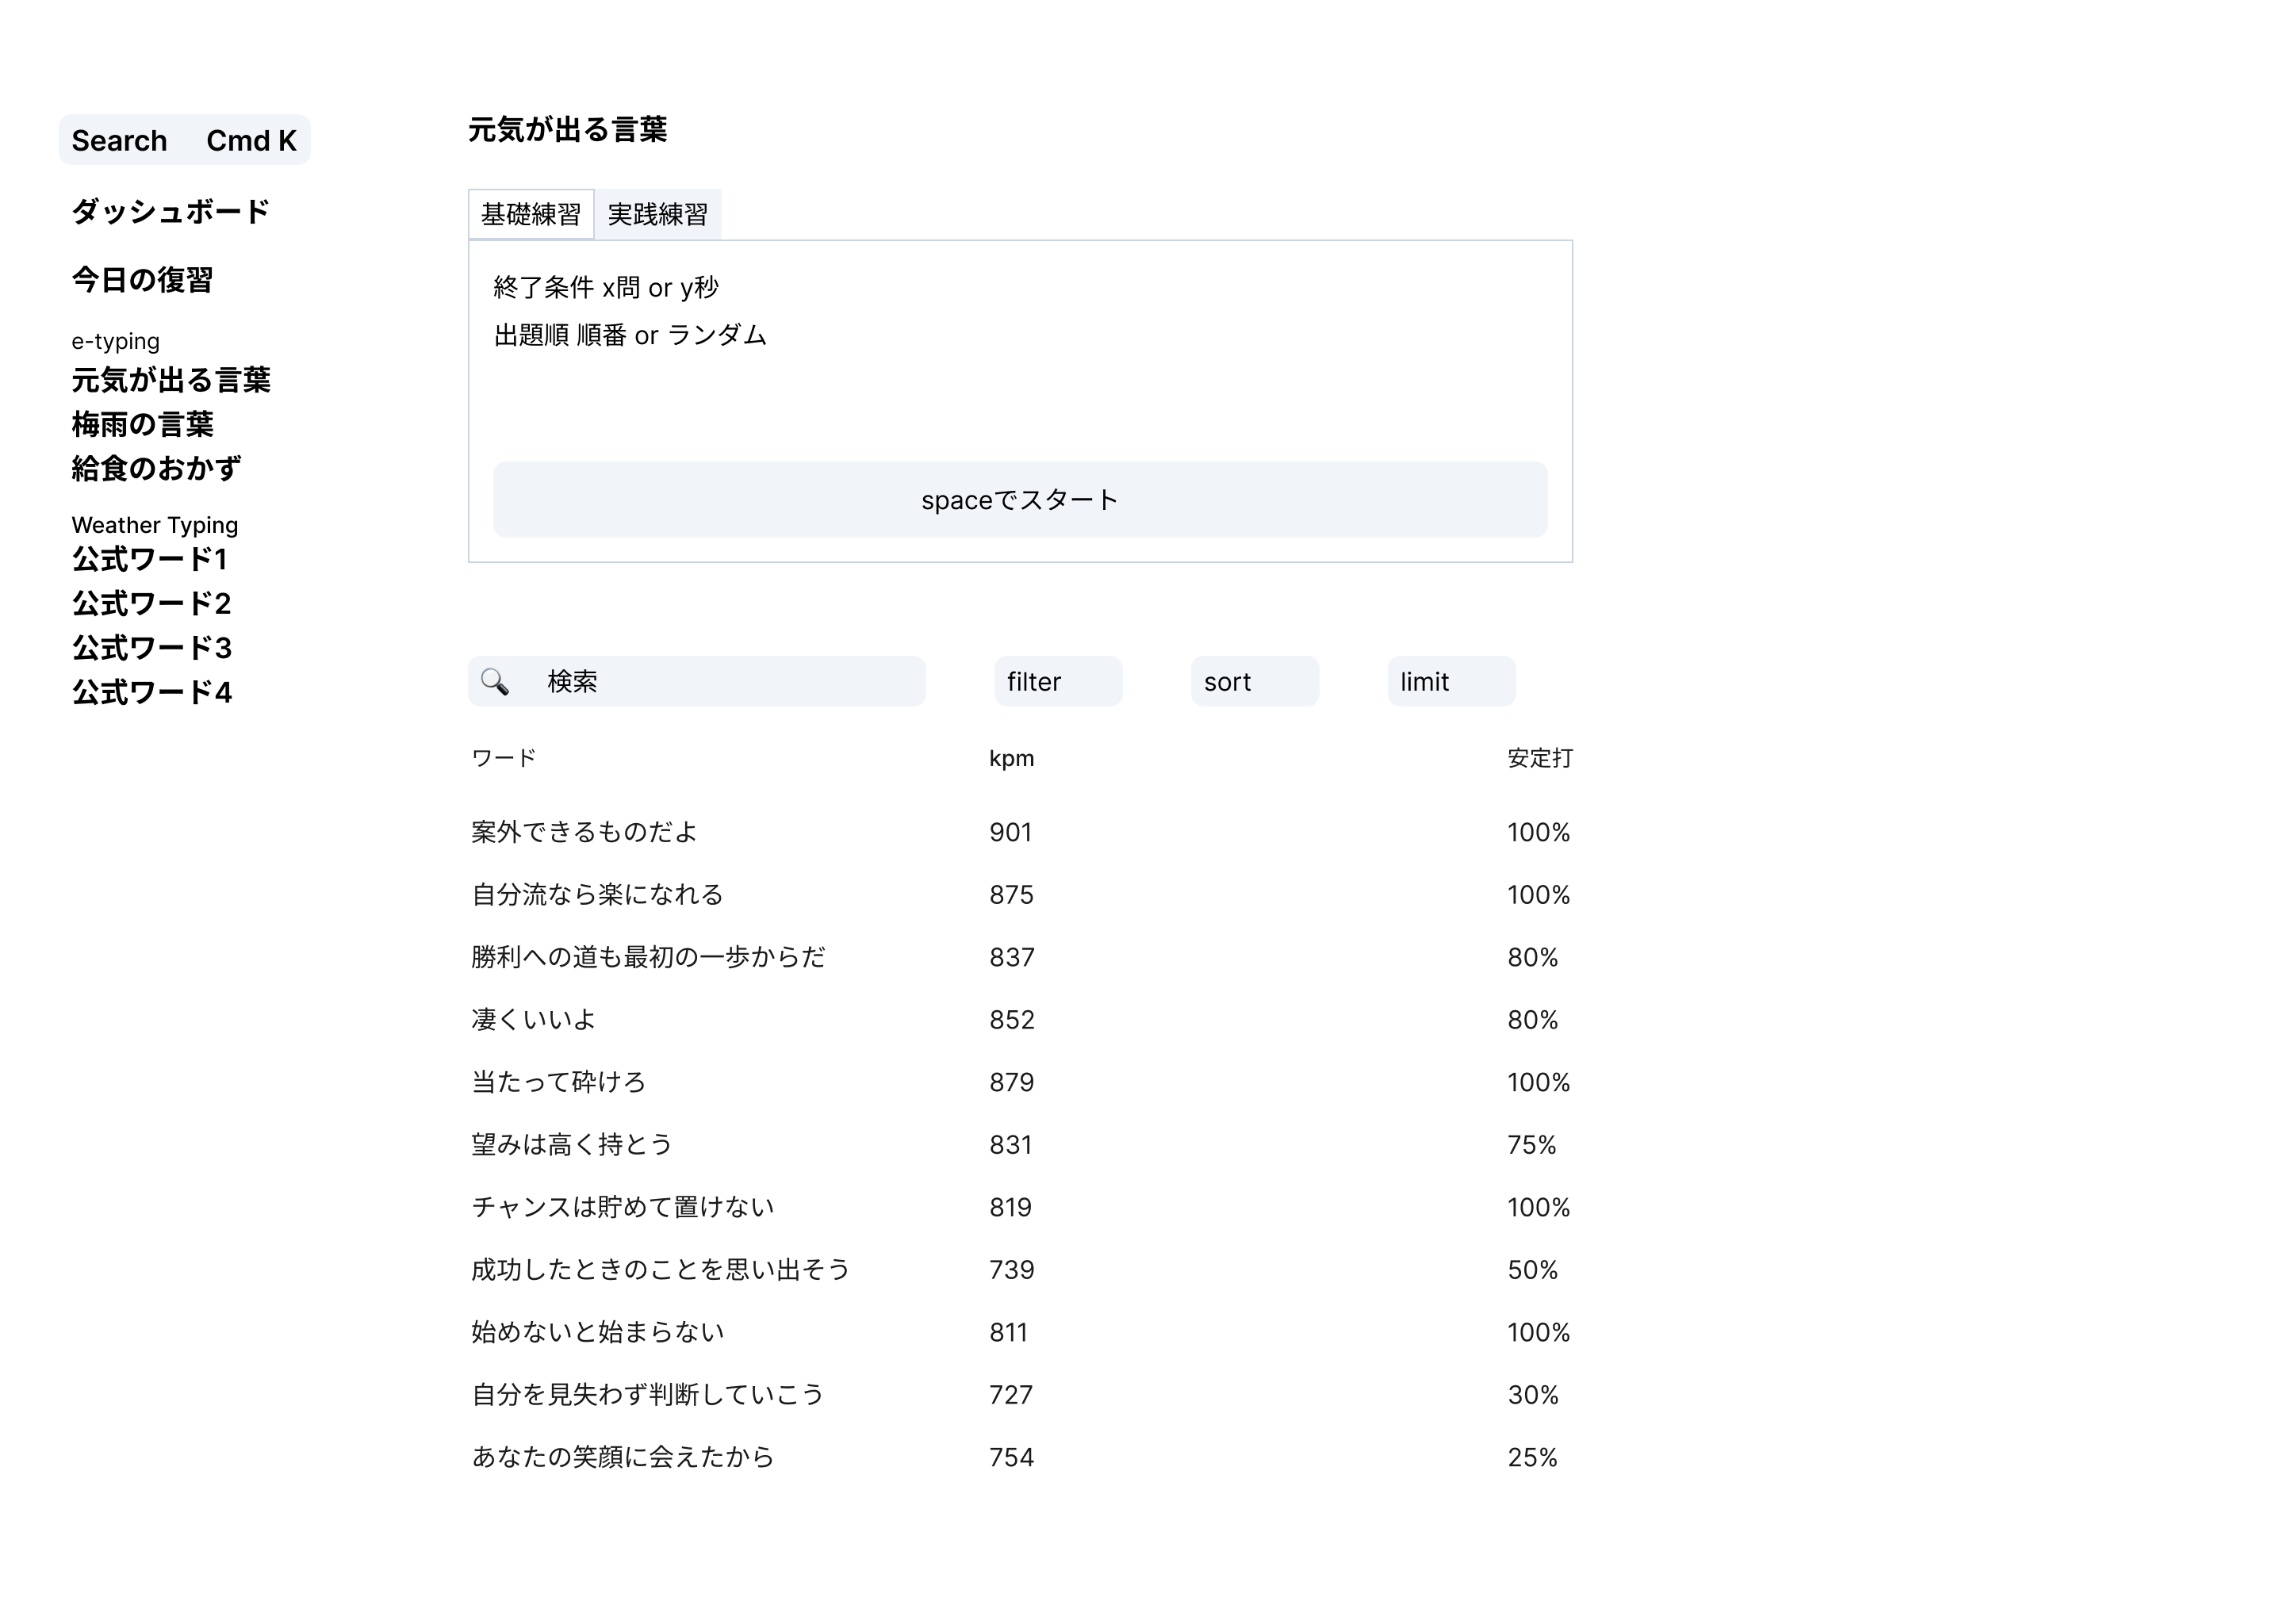 Search Cmd K
ダッシュボード
今日の復習
e-typing
元気が出る言葉
梅雨の言葉
給食のおかず
Weather Typing
公式ワード1
公式ワード2
公式ワード3
公式ワード4
元気が出る言葉
基礎練習 実践練習
終了条件 x問 or y秒
出題順 順番 or ランダム
spaceでスタート
検索 filter sort limit
ワード kpm 安定打
案外できるものだよ 901 100%
自分流なら楽になれる 875 100%
勝利への道も最初の一歩からだ 837 80%
凄くいいよ 852 80%
当たって砕けろ 879 100%
望みは高く持とう 831 75%
チャンスは貯めて置けない 819 100%
成功したときのことを思い出そう 739 50%
始めないと始まらない 811 100%
自分を見失わず判断していこう 727 30%
あなたの笑顔に会えたから 754 25%